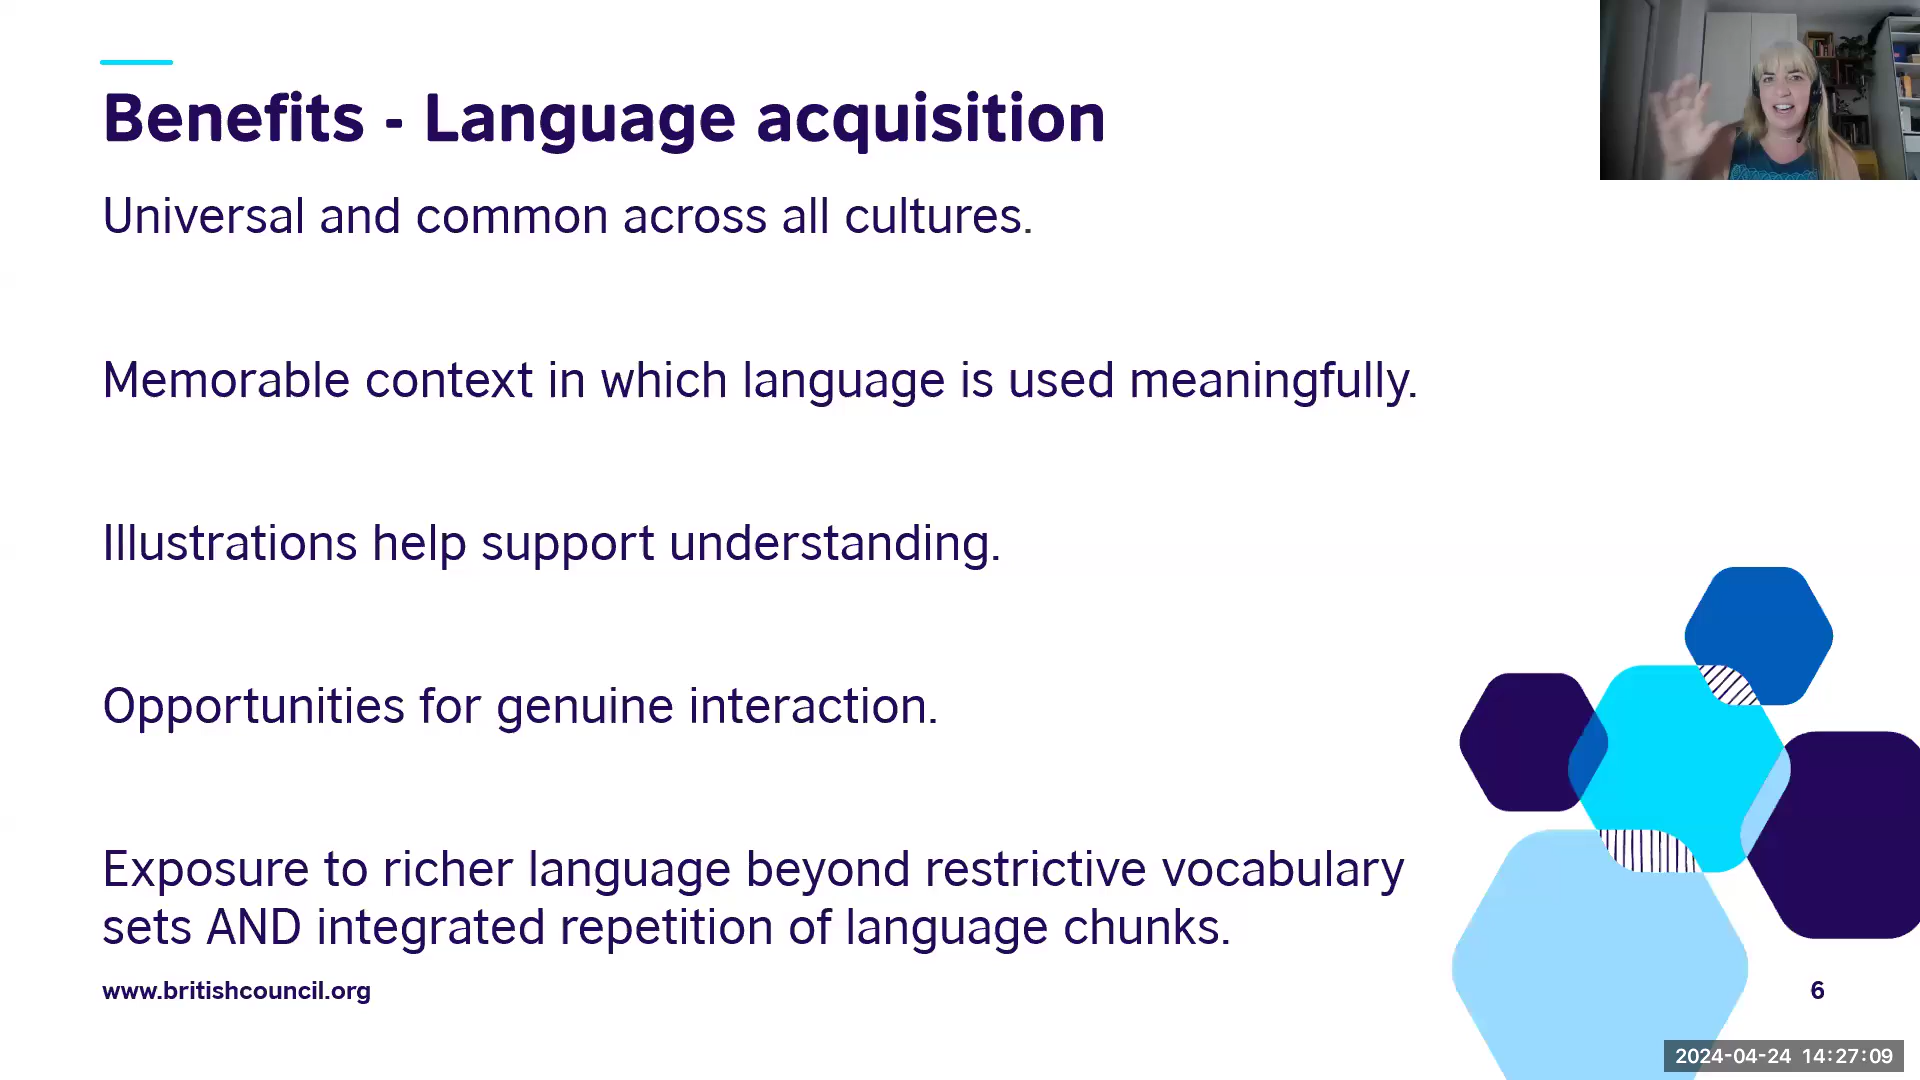 Benefits - Language acquisition
Universal and common across all cultures.
Memorable context in which language is used meaningfully.
Illustrations help support understanding.
Opportunities for genuine interaction.
Exposure to richer language beyond restrictive vocabulary
sets AND integrated repetition of language chunks.
www.britishcouncil.org
6
2024-04-24 14:27:09